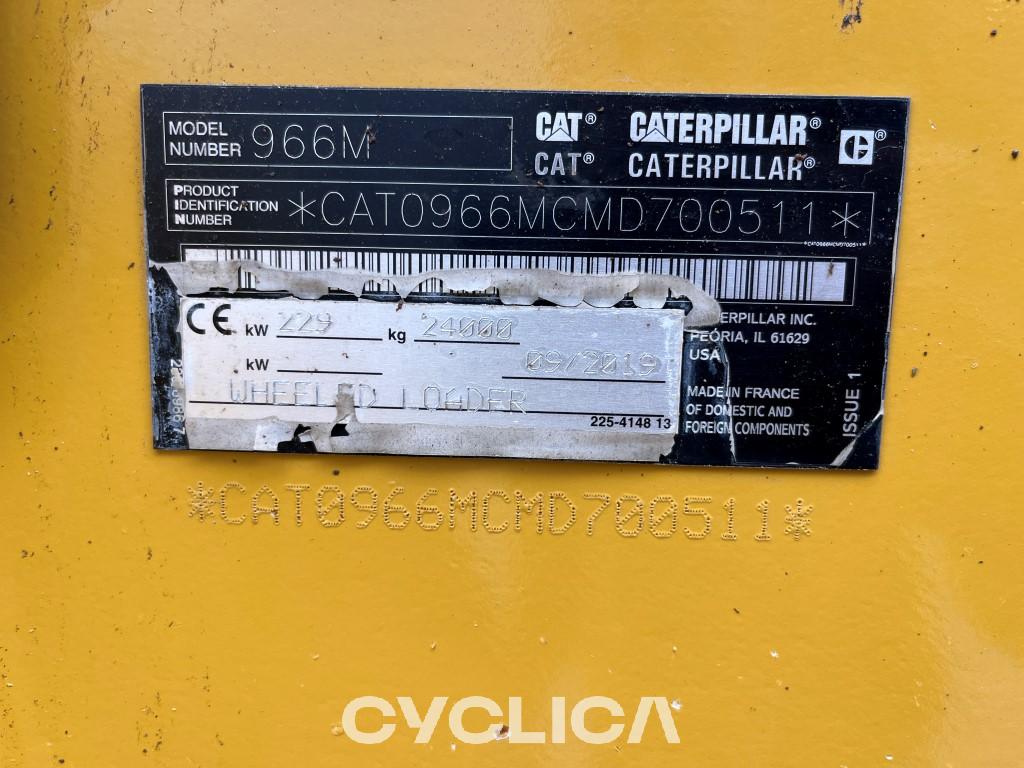 MODEL NUMBER 966M
CAT® CATERPILLAR®
CAT® CATERPILLAR®
PRODUCT
IDENTIFICATION
NUMBER
*CAT0966MCMD700511*
*CAT0966MCMD700511*
CE kW 229 kg 24000
kW 09/2019
WHEELED LOADER
225-4148 13
PEORIA, IL 61629
USA
MADE IN FRANCE
OF DOMESTIC AND
FOREIGN COMPONENTS
ISSUE 1
*CAT0966MCMD700511*
CYCLICA